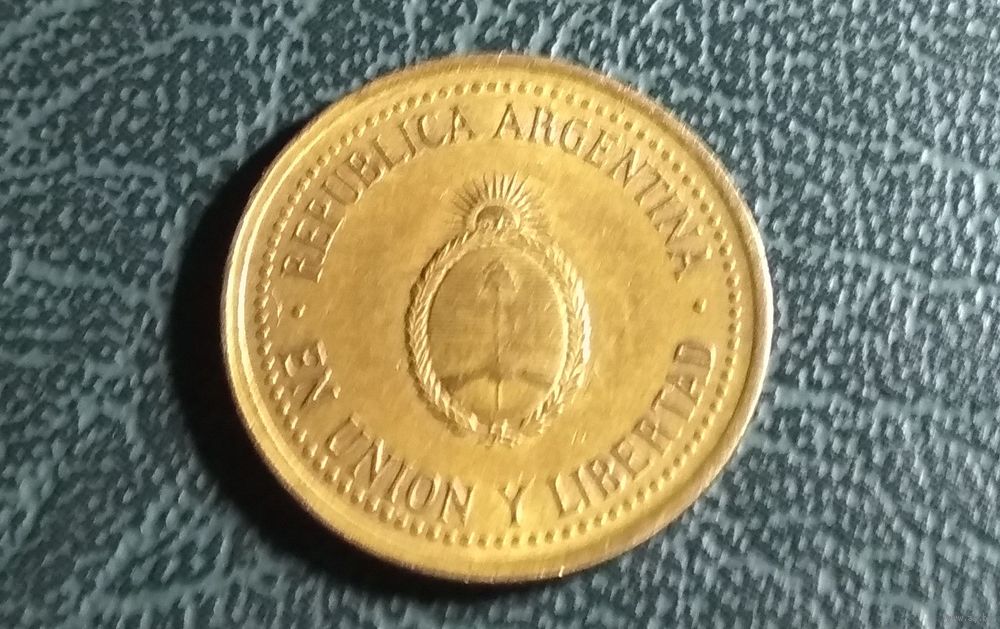 · REPUBLICA ARGENTINA ·
EN UNION Y LIBERTAD